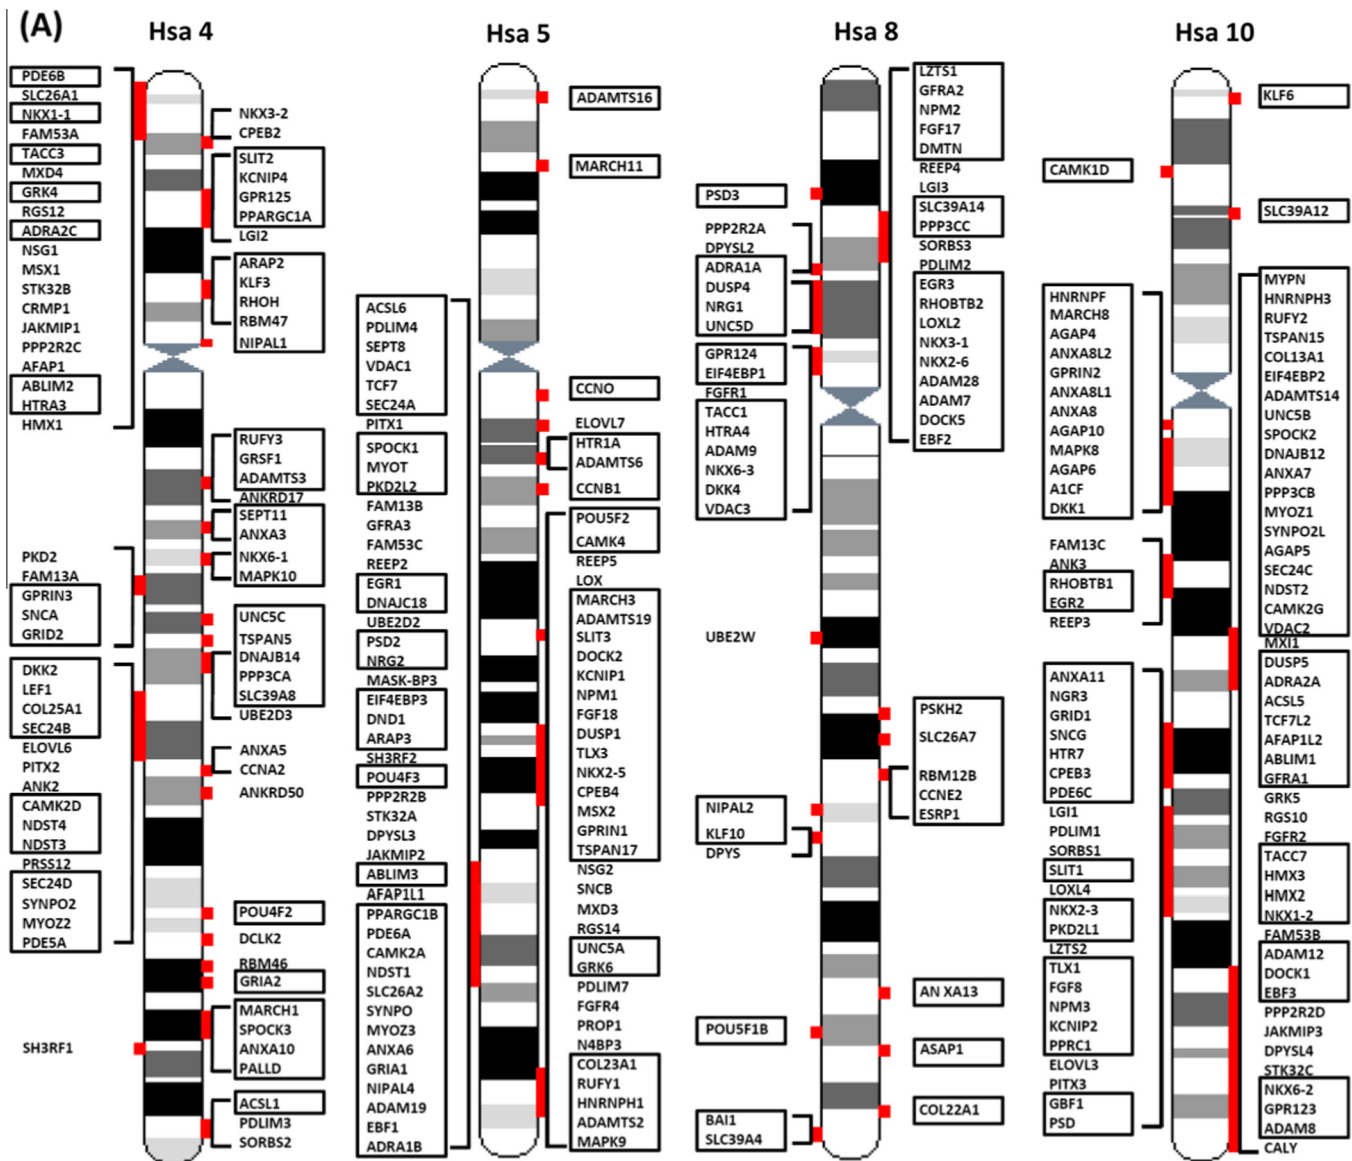 (A)
Hsa 4
Hsa 5
Hsa 8
Hsa 10
PDE6B
SLC26A1
NKX1-1
FAM53A
TACC3
MXD4
GRK4
RGS12
ADRA2C
NSG1
MSX1
STK32B
CRMP1
JAKMIP1
PPP2R2C
AFAP1
ABLIM2
HTRA3
HMX1
PKD2
FAM13A
GPRIN3
SNCA
GRID2
DKK2
LEF1
COL25A1
SEC24B
ELOVL6
PITX2
ANK2
CAMK2D
NDST4
NDST3
PRSS12
SEC24D
SYNPO2
MYOZ2
PDE5A
SH3RF1
NKX3-2
CPEB2
SLIT2
KCNIP4
GPR125
PPARGC1A
LGI2
ARAP2
KLF3
RHOH
RBM47
NIPAL1
RUFY3
GRSF1
ADAMTS3
ANKRD17
SEPT11
ANXA3
NKX6-1
MAPK10
UNC5C
TSPAN5
DNAJB14
PPP3CA
SLC39A8
UBE2D3
ANXA5
CCNA2
ANKRD50
POU4F2
DCLK2
RBM46
GRIA2
MARCH1
SPOCK3
ANXA10
PALLD
ACSL1
PDLIM3
SORBS2
ACSL6
PDLIM4
SEPT8
VDAC1
TCF7
SEC24A
PITX1
SPOCK1
MYOT
PKD2L2
FAM13B
GFRA3
FAM53C
REEP2
EGR1
DNAJC18
UBE2D2
PSD2
NRG2
MASK-BP3
EIF4EBP3
DND1
ARAP3
SH3RF2
POU4F3
PPP2R2B
STK32A
DPYSL3
JAKMIP2
ABLIM3
AFAP1L1
PPARGC1B
PDE6A
CAMK2A
NDST1
SLC26A2
SYNPO
MYOZ3
ANXA6
GRIA1
NIPAL4
ADAM19
EBF1
ADRA1B
ADAMTS16
MARCH11
CCNO
ELOVL7
HTR1A
ADAMTS6
CCNB1
POU5F2
CAMK4
REEP5
LOX
MARCH3
ADAMTS19
SLIT3
DOCK2
KCNIP1
NPM1
FGF18
DUSP1
TLX3
NKX2-5
CPEB4
MSX2
GPRIN1
TSPAN17
NSG2
SNCB
MXD3
RGS14
UNC5A
GRK6
PDLIM7
FGFR4
PROP1
N4BP3
COL23A1
RUFY1
HNRNPH1
ADAMTS2
MAPK9
PSD3
PPP2R2A
DPYSL2
ADRA1A
DUSP4
NRG1
UNC5D
GPR124
EIF4EBP1
FGFR1
TACC1
HTRA4
ADAM9
NKX6-3
DKK4
VDAC3
UBE2W
NIPAL2
KLF10
DPYS
POU5F1B
BAI1
SLC39A4
LZTS1
GFRA2
NPM2
FGF17
DMTN
REEP4
LGI3
SLC39A14
PPP3CC
SORBS3
PDLIM2
EGR3
RHOBTB2
LOXL2
NKX3-1
NKX2-6
ADAM28
ADAM7
DOCK5
EBF2
PSKH2
SLC26A7
RBM12B
CCNE2
ESRP1
AN XA13
ASAP1
COL22A1
CAMK1D
HNRNPF
MARCH8
AGAP4
ANXA8L2
GPRIN2
ANXA8L1
ANXA8
AGAP10
MAPK8
AGAP6
A1CF
DKK1
FAM13C
ANK3
RHOBTB1
EGR2
REEP3
ANXA11
NGR3
GRID1
SNCG
HTR7
CPEB3
PDE6C
LGI1
PDLIM1
SORBS1
SLIT1
LOXL4
NKX2-3
PKD2L1
LZTS2
TLX1
FGF8
NPM3
KCNIP2
PPRC1
ELOVL3
PITX3
GBF1
PSD
KLF6
SLC39A12
MYPN
HNRNPH3
RUFY2
TSPAN15
COL13A1
EIF4EBP2
ADAMTS14
UNC5B
SPOCK2
DNAJB12
ANXA7
PPP3CB
MYOZ1
SYNPO2L
AGAP5
SEC24C
NDST2
CAMK2G
VDAC2
MXI1
DUSP5
ADRA2A
ACSL5
TCF7L2
AFAP1L2
ABLIM1
GFRA1
GRK5
RGS10
FGFR2
TACC7
HMX3
HMX2
NKX1-2
FAM53B
ADAM12
DOCK1
EBF3
PPP2R2D
JAKMIP3
DPYSL4
STK32C
NKX6-2
GPR123
ADAM8
CALY